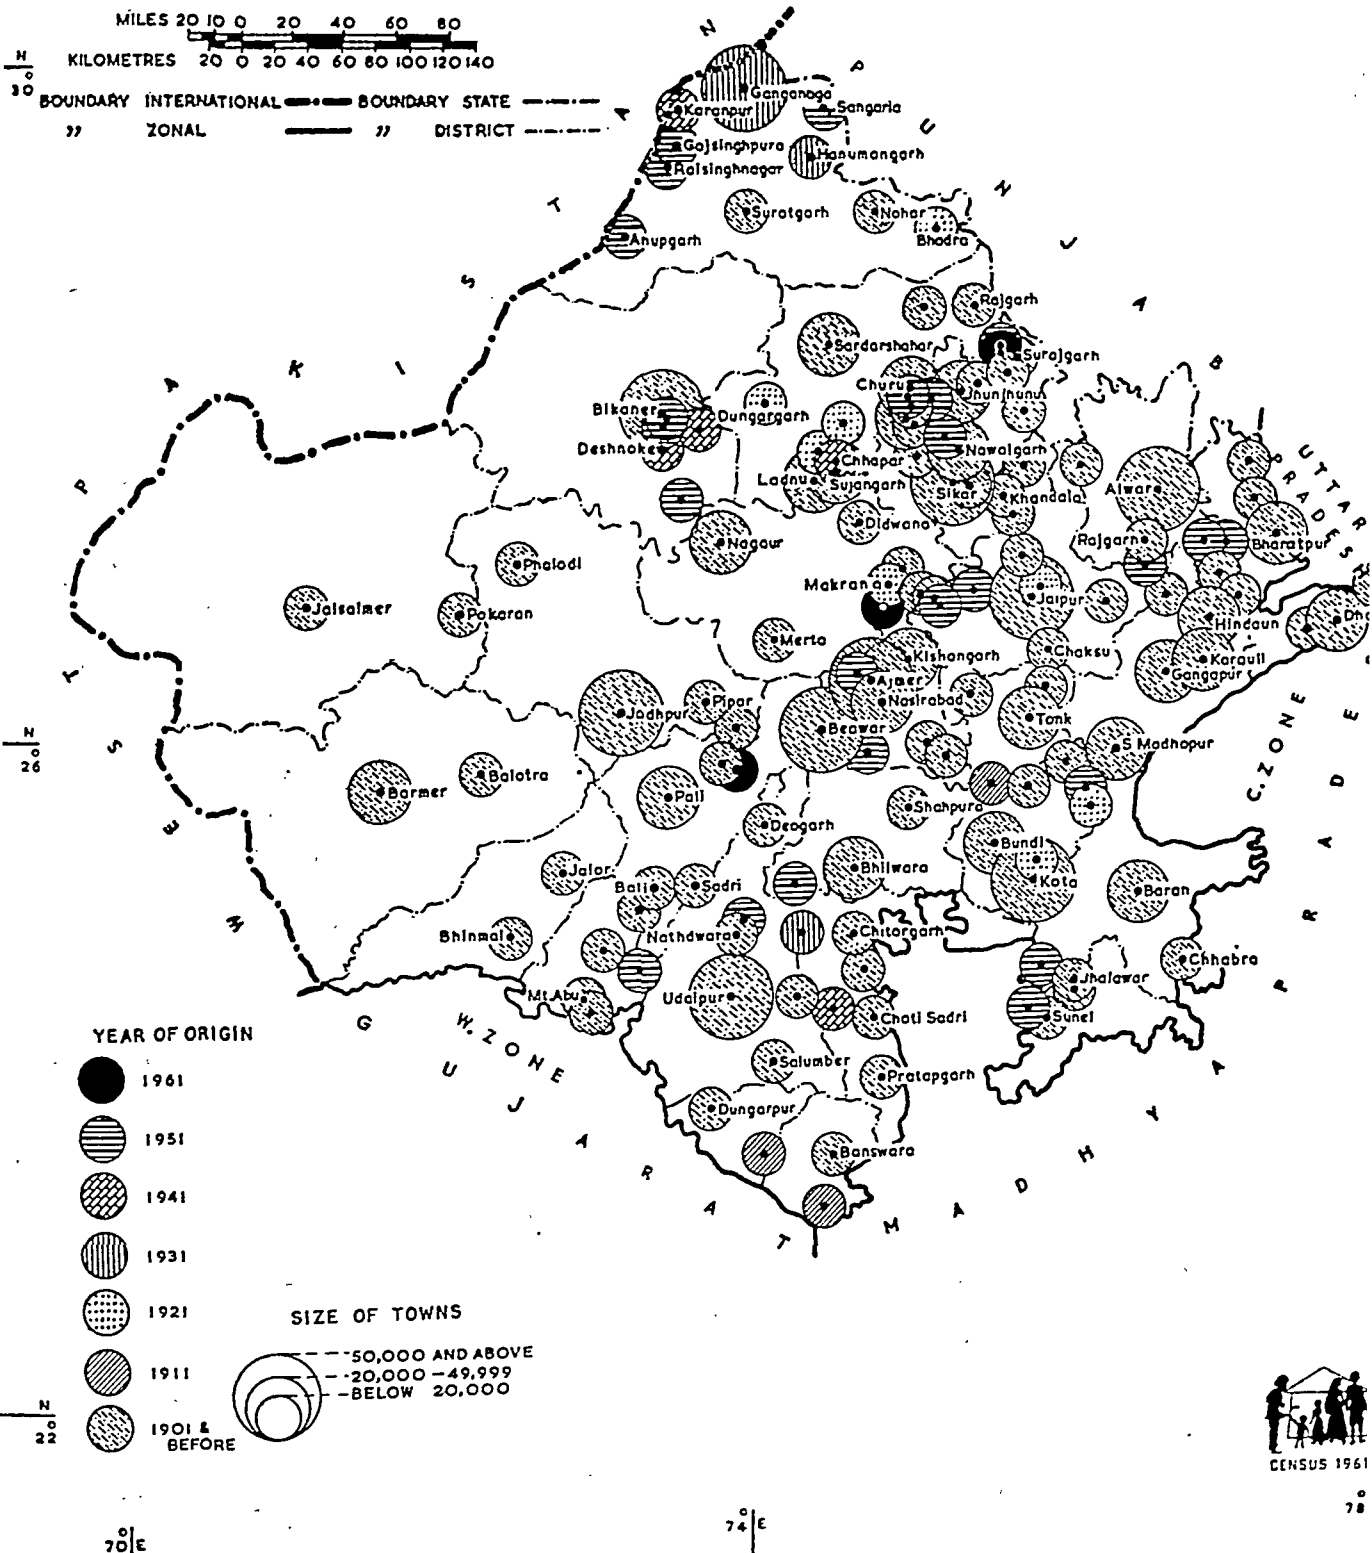 MILES 20 10 0 20 40 60 80
KILOMETRES 20 0 20 40 60 80 100 120 140
N
30°
BOUNDARY INTERNATIONAL BOUNDARY STATE
" ZONAL " DISTRICT
P A K I S T A N
P U N J A B
Ganganaga
Karanpur
Sangaria
Gajsinghpura
Hanumangarh
Raisinghnagar
Suratgarh
Nohar
Bhadra
Anupgarh
Rajgarh
Sardarshahar
Surajgarh
Churu
Jhunjhunu
Bikaner
Dungargarh
Deshnoke
Nawalgarh
Chhapar
Ladnu
Sujangarh
Sikar
Khandala
Alwar
UTTAR
PRADESH
Didwana
Nagaur
Rajgarh
Bharatpur
Phalodi
Makrana
Jaipur
Jaisalmer
Pokaran
Hindaun
Dh
Merta
Kishangarh
Chaksu
Karauli
Gangapur
Ajmer
Nasirabad
Pipar
Jodhpur
Tonk
Beawar
S Madhopur
N
26°
WEST
C. ZONE
Balotra
Barmer
Pali
Shahpura
Deogarh
Bundi
Bhilwara
Jalor
Bali
Sadri
Kota
Baran
Bhinmal
Nathdwara
Chitorgarh
Chhabra
Jhalawar
Mt.Abu
Udaipur
Choti Sadri
Sunel
W. ZONE
G U J A R A T
Salumber
Pratapgarh
Dungarpur
Banswara
M A D H Y A
P R A D E
YEAR OF ORIGIN
1961
1951
1941
1931
1921
1911
1901 &
BEFORE
SIZE OF TOWNS
50,000 AND ABOVE
20,000 – 49,999
BELOW 20,000
N
22°
CENSUS 1961
70° E
74° E
78°